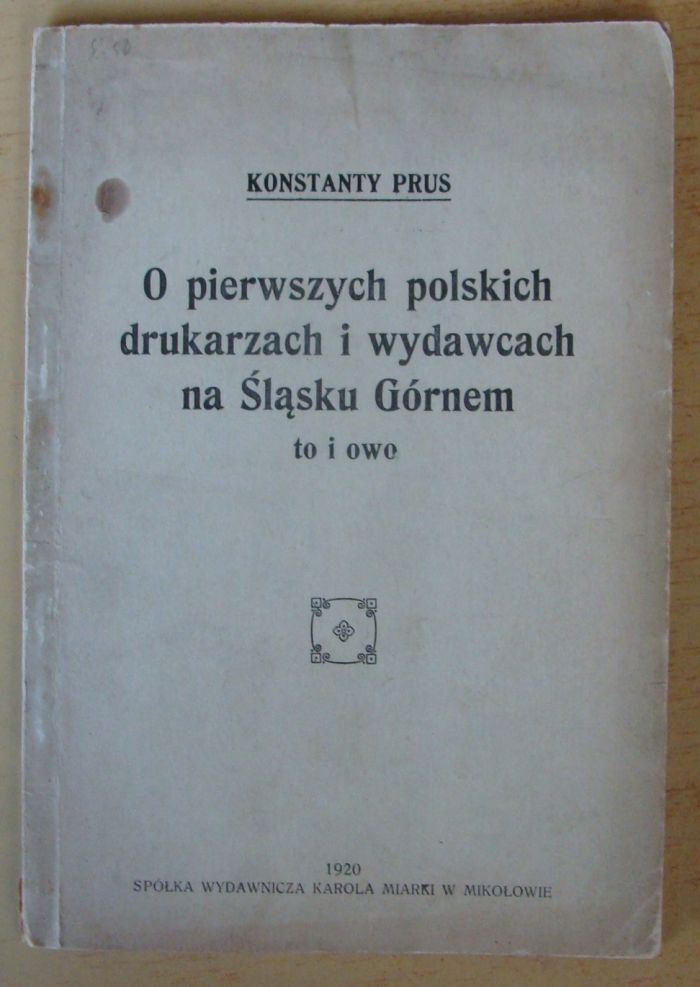 KONSTANTY PRUS
O pierwszych polskich
drukarzach i wydawcach
na Śląsku Górnem
to i owo
1920
SPÓŁKA WYDAWNICZA KAROLA MIARKI W MIKOŁOWIE